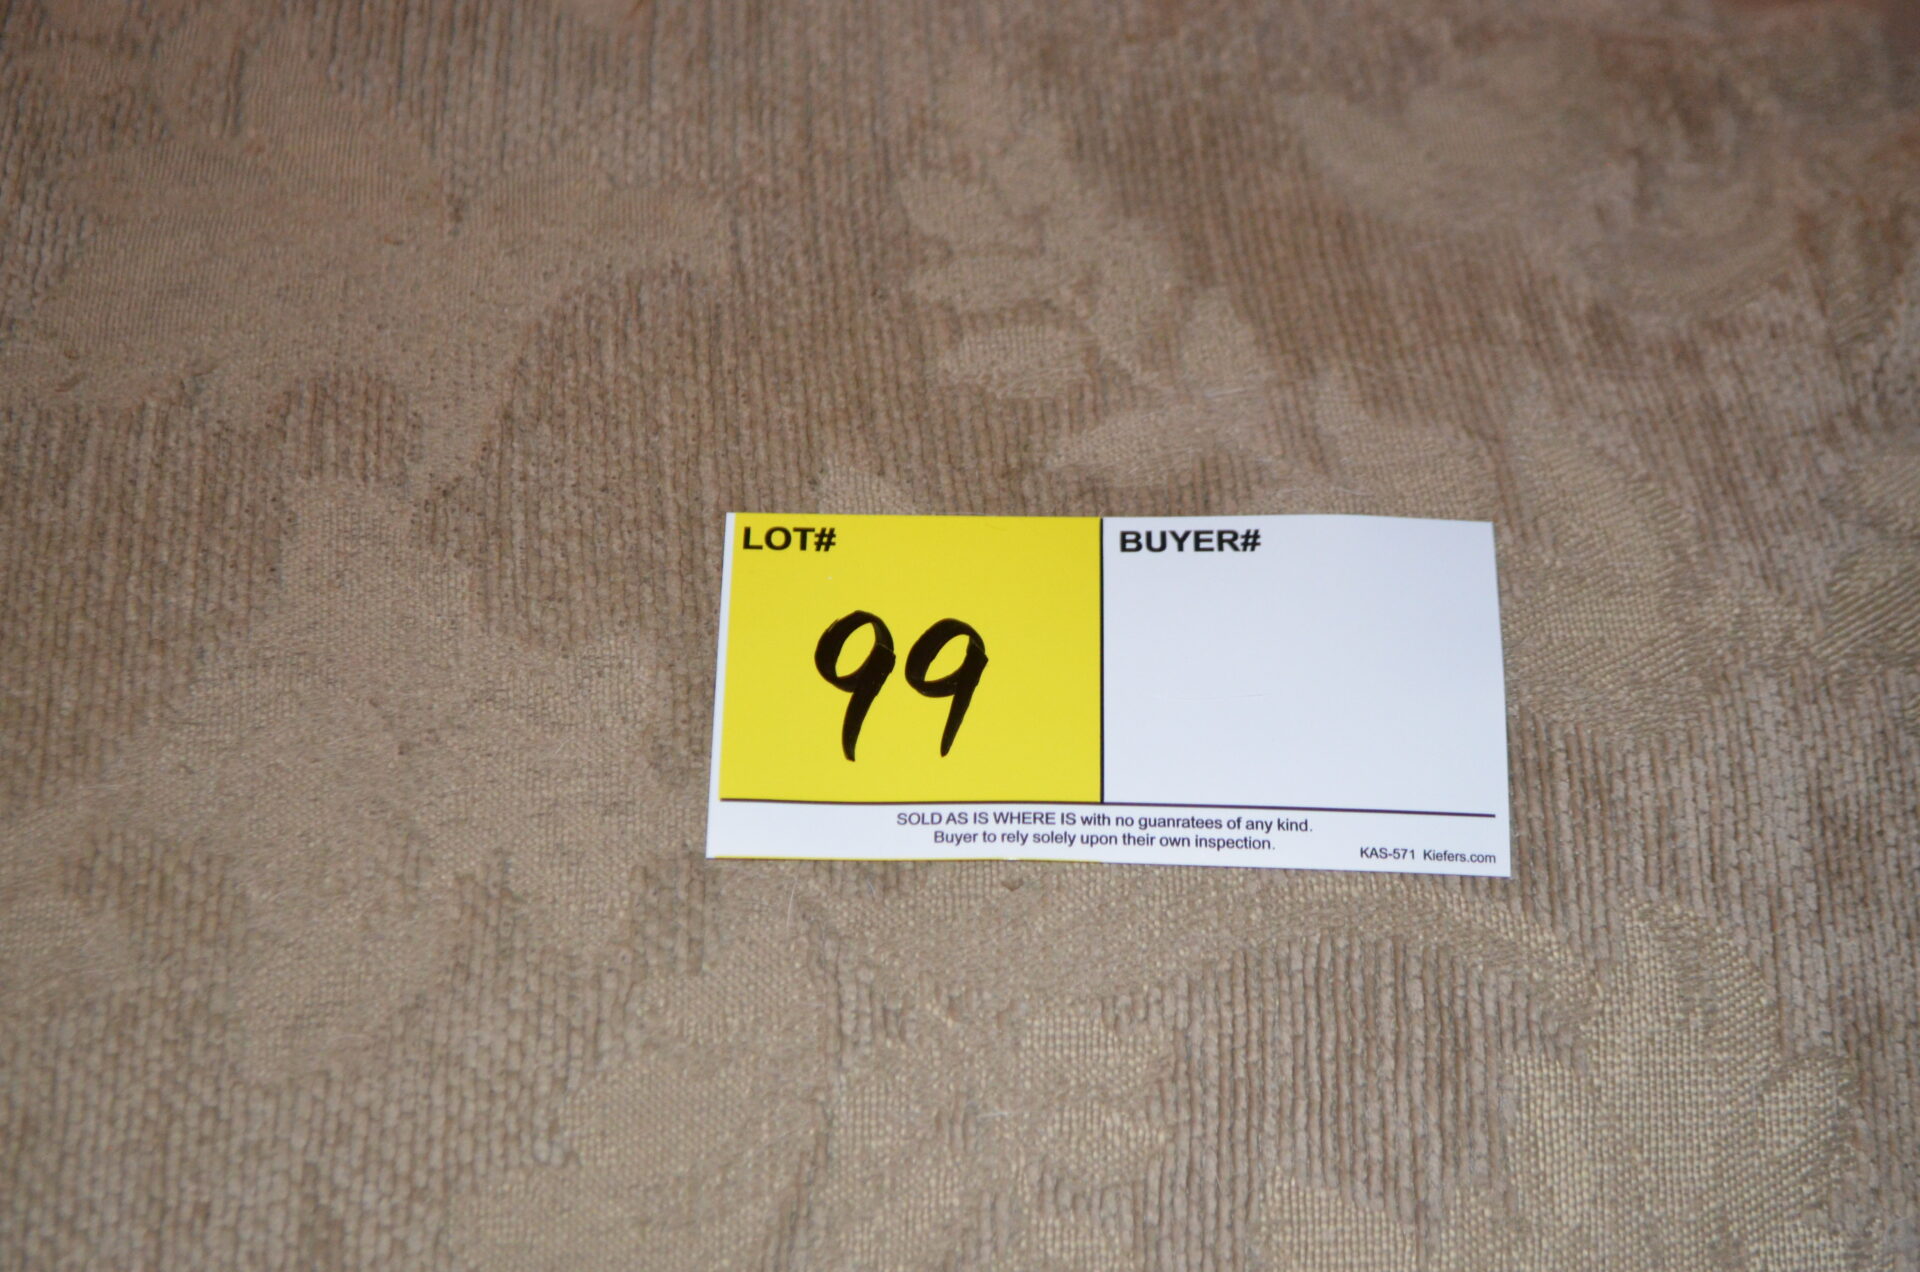 LOT# BUYER#
99
SOLD AS IS WHERE IS with no guanratees of any kind.
Buyer to rely solely upon their own inspection.
KAS-571 Kiefers.com